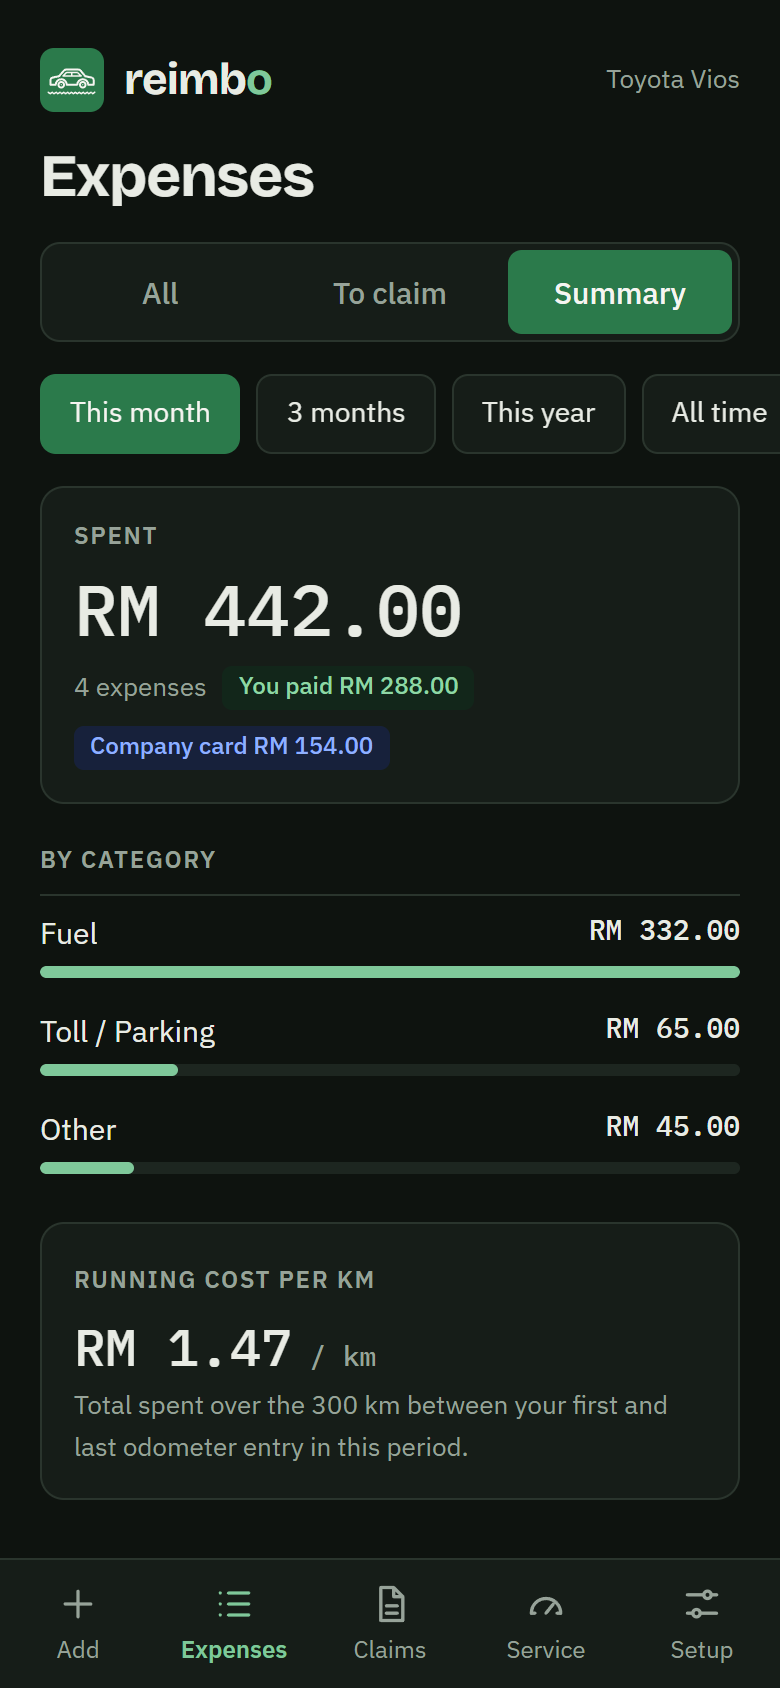 reimbo
Toyota Vios
Expenses
All
To claim
Summary
This month
3 months
This year
All time
SPENT
RM 442.00
4 expenses
You paid RM 288.00
Company card RM 154.00
BY CATEGORY
Fuel
RM 332.00
Toll / Parking
RM 65.00
Other
RM 45.00
RUNNING COST PER KM
RM 1.47 / km
Total spent over the 300 km between your first and
last odometer entry in this period.
Add
Expenses
Claims
Service
Setup